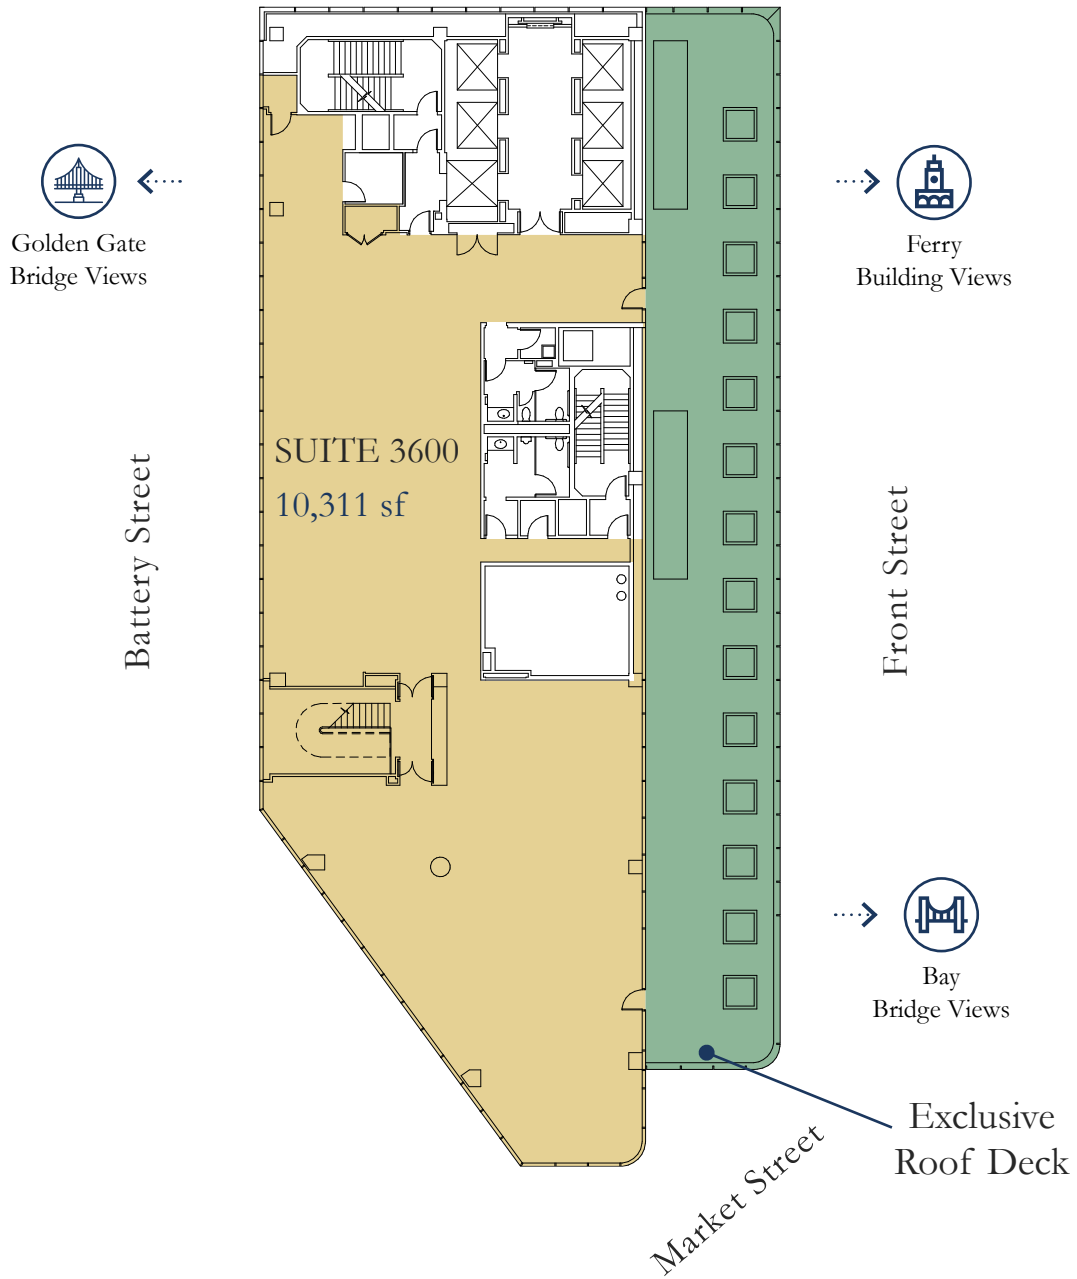 Golden Gate
Bridge Views
Ferry
Building Views
SUITE 3600
10,311 sf
Battery Street
Front Street
Bay
Bridge Views
Exclusive
Roof Deck
Market Street